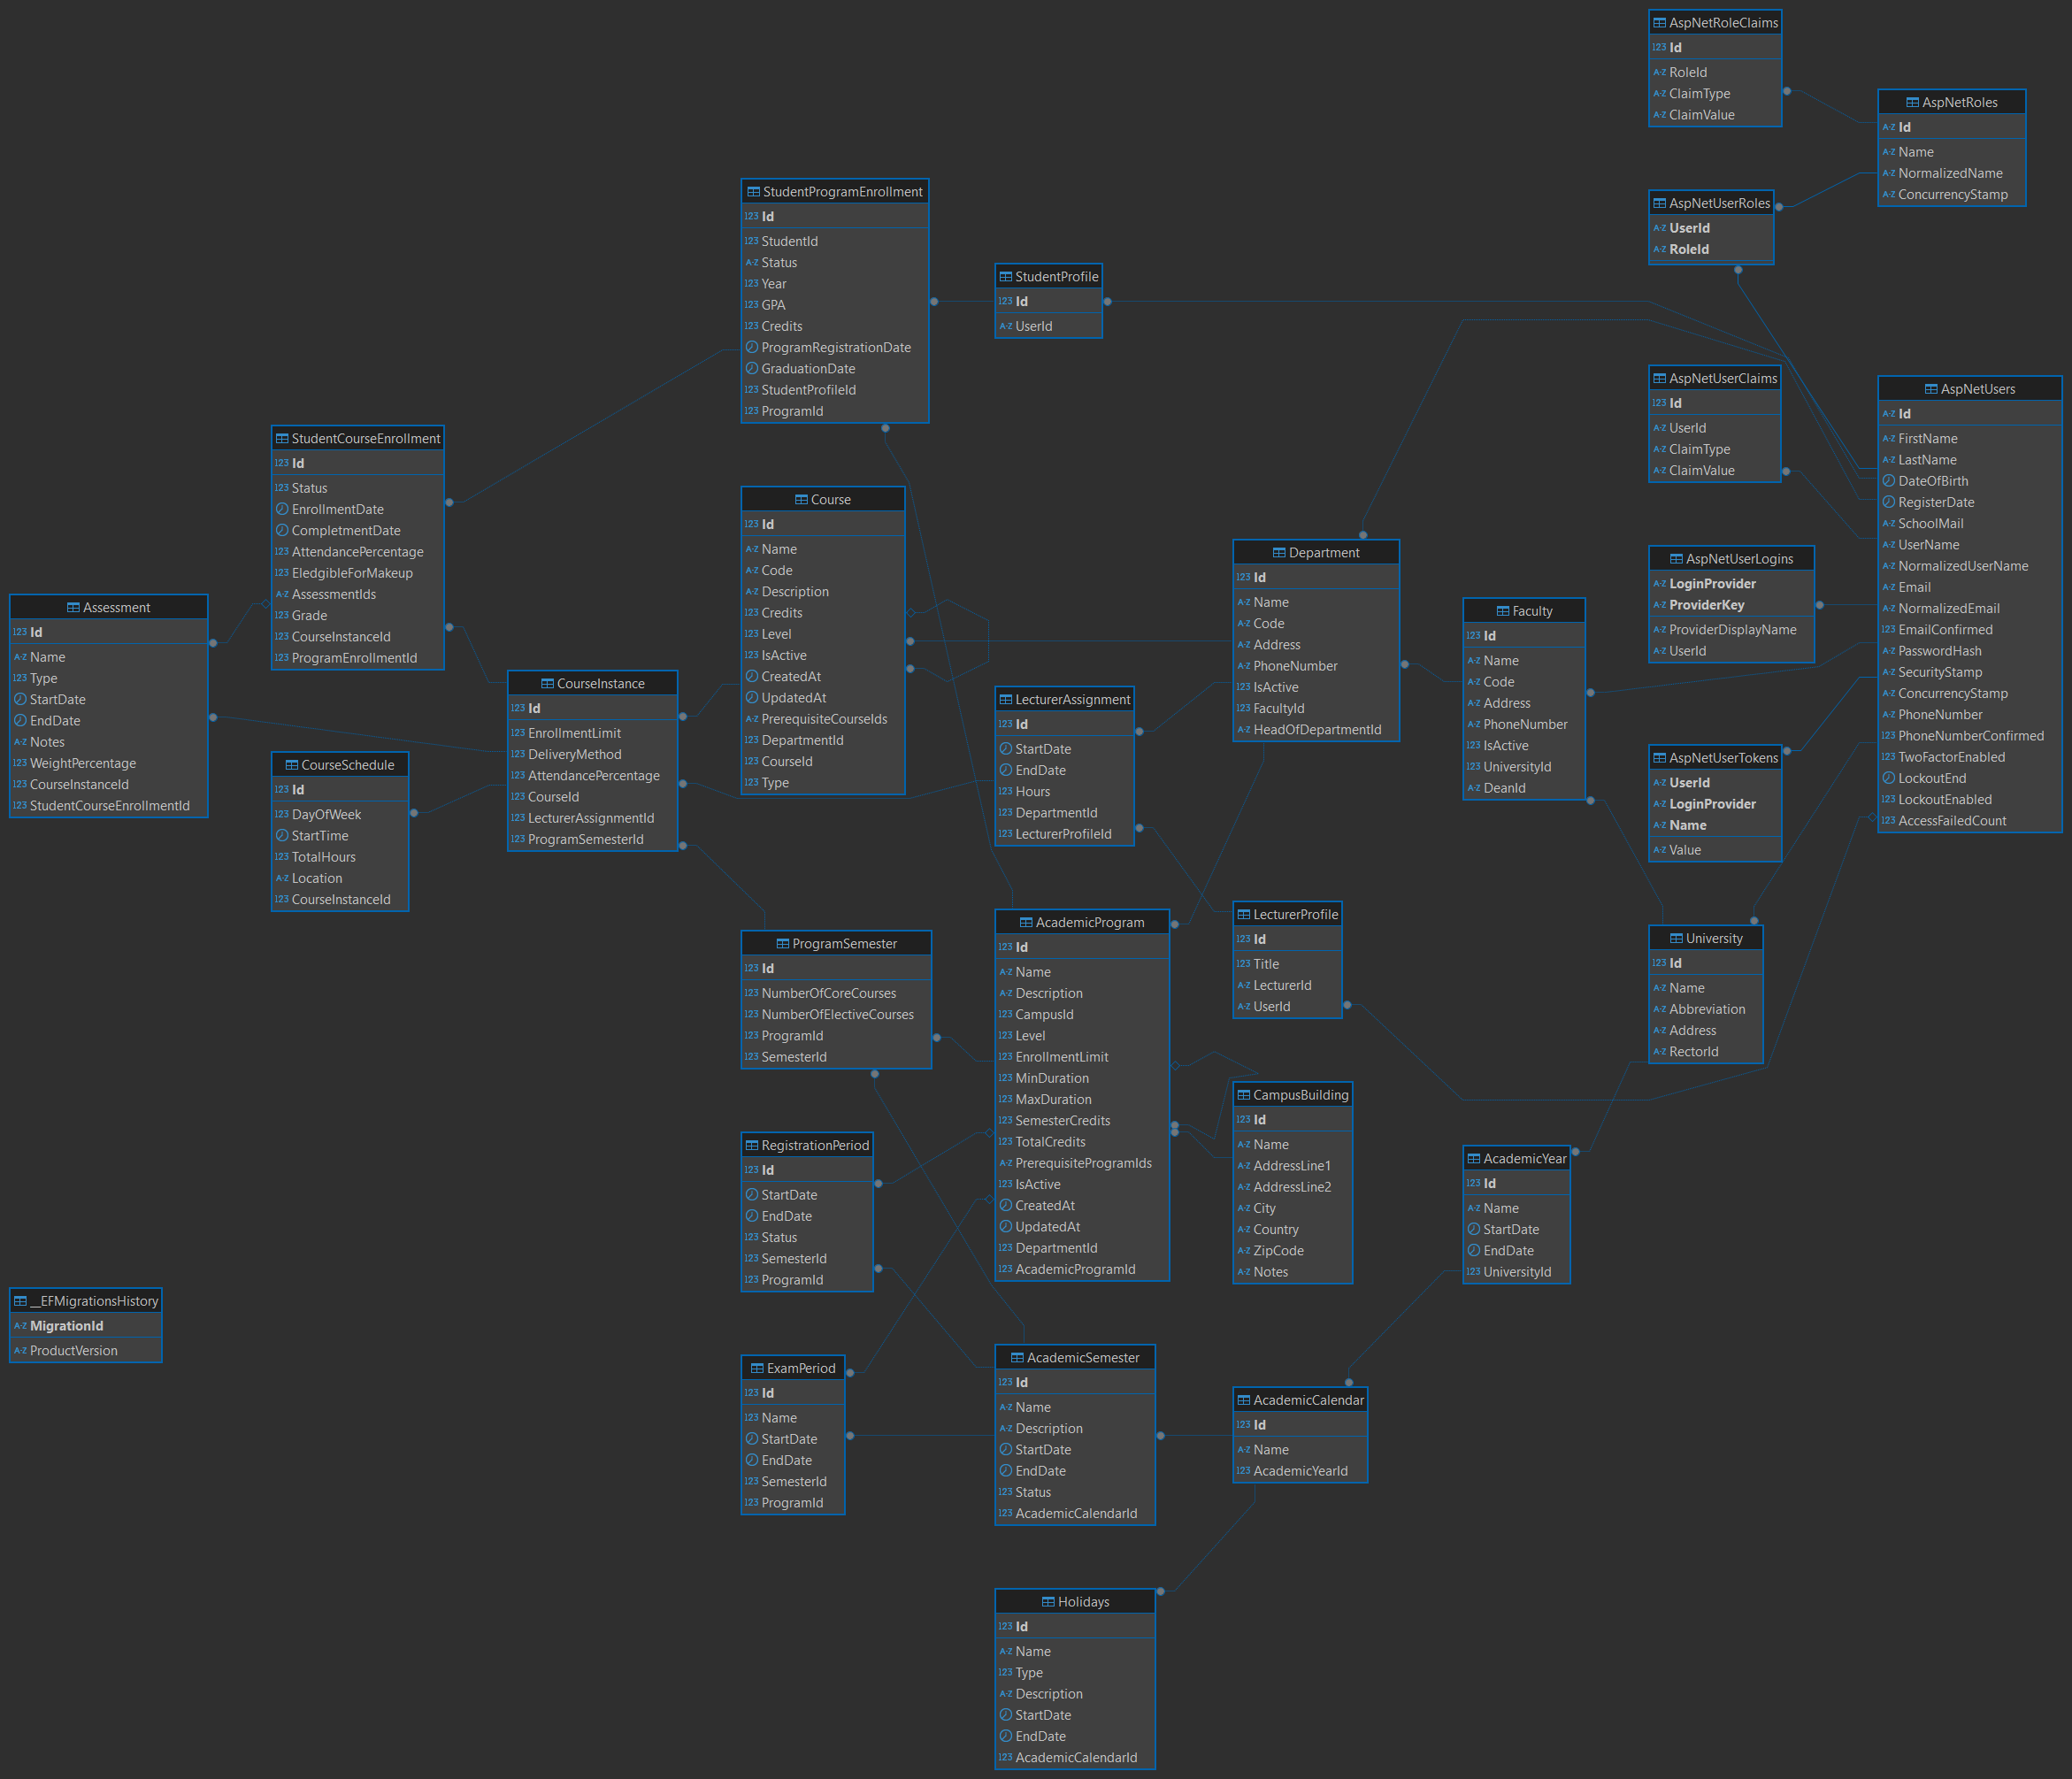 AspNetRoleClaims
123 Id
A-Z RoleId
A-Z ClaimType
A-Z ClaimValue
AspNetRoles
A-Z Id
A-Z Name
A-Z NormalizedName
A-Z ConcurrencyStamp
StudentProgramEnrollment
123 Id
123 StudentId
A-Z Status
123 Year
123 GPA
123 Credits
ProgramRegistrationDate
GraduationDate
123 StudentProfileId
123 ProgramId
AspNetUserRoles
A-Z UserId
A-Z RoleId
StudentProfile
123 Id
A-Z UserId
AspNetUserClaims
123 Id
A-Z UserId
A-Z ClaimType
A-Z ClaimValue
AspNetUsers
A-Z Id
A-Z FirstName
A-Z LastName
DateOfBirth
RegisterDate
A-Z SchoolMail
A-Z UserName
A-Z NormalizedUserName
A-Z Email
A-Z NormalizedEmail
123 EmailConfirmed
A-Z PasswordHash
A-Z SecurityStamp
A-Z ConcurrencyStamp
A-Z PhoneNumber
123 PhoneNumberConfirmed
123 TwoFactorEnabled
LockoutEnd
123 LockoutEnabled
123 AccessFailedCount
StudentCourseEnrollment
123 Id
123 Status
EnrollmentDate
CompletmentDate
123 AttendancePercentage
123 EledgibleForMakeup
A-Z AssessmentIds
123 Grade
123 CourseInstanceId
123 ProgramEnrollmentId
Course
123 Id
A-Z Name
A-Z Code
A-Z Description
123 Credits
123 Level
123 IsActive
CreatedAt
UpdatedAt
A-Z PrerequisiteCourseIds
123 DepartmentId
123 CourseId
123 Type
Department
123 Id
A-Z Name
A-Z Code
A-Z Address
A-Z PhoneNumber
123 IsActive
123 FacultyId
A-Z HeadOfDepartmentId
AspNetUserLogins
A-Z LoginProvider
A-Z ProviderKey
A-Z ProviderDisplayName
A-Z UserId
Assessment
123 Id
A-Z Name
123 Type
StartDate
EndDate
A-Z Notes
123 WeightPercentage
123 CourseInstanceId
123 StudentCourseEnrollmentId
Faculty
123 Id
A-Z Name
A-Z Code
A-Z Address
A-Z PhoneNumber
123 IsActive
123 UniversityId
A-Z DeanId
CourseInstance
123 Id
123 EnrollmentLimit
123 DeliveryMethod
123 AttendancePercentage
123 CourseId
123 LecturerAssignmentId
123 ProgramSemesterId
LecturerAssignment
123 Id
StartDate
EndDate
123 Hours
123 DepartmentId
123 LecturerProfileId
CourseSchedule
123 Id
123 DayOfWeek
StartTime
123 TotalHours
A-Z Location
123 CourseInstanceId
AspNetUserTokens
A-Z UserId
A-Z LoginProvider
A-Z Name
A-Z Value
LecturerProfile
123 Id
123 Title
A-Z LecturerId
A-Z UserId
AcademicProgram
123 Id
A-Z Name
A-Z Description
123 CampusId
123 Level
123 EnrollmentLimit
123 MinDuration
123 MaxDuration
123 SemesterCredits
123 TotalCredits
A-Z PrerequisiteProgramIds
123 IsActive
CreatedAt
UpdatedAt
123 DepartmentId
123 AcademicProgramId
University
123 Id
A-Z Name
A-Z Abbreviation
A-Z Address
A-Z RectorId
ProgramSemester
123 Id
123 NumberOfCoreCourses
123 NumberOfElectiveCourses
123 ProgramId
123 SemesterId
CampusBuilding
123 Id
A-Z Name
A-Z AddressLine1
A-Z AddressLine2
A-Z City
A-Z Country
A-Z ZipCode
A-Z Notes
RegistrationPeriod
123 Id
StartDate
EndDate
123 Status
123 SemesterId
123 ProgramId
AcademicYear
123 Id
A-Z Name
StartDate
EndDate
123 UniversityId
__EFMigrationsHistory
A-Z MigrationId
A-Z ProductVersion
AcademicSemester
123 Id
A-Z Name
A-Z Description
StartDate
EndDate
123 Status
123 AcademicCalendarId
ExamPeriod
123 Id
123 Name
StartDate
EndDate
123 SemesterId
123 ProgramId
AcademicCalendar
123 Id
A-Z Name
123 AcademicYearId
Holidays
123 Id
A-Z Name
123 Type
A-Z Description
StartDate
EndDate
123 AcademicCalendarId